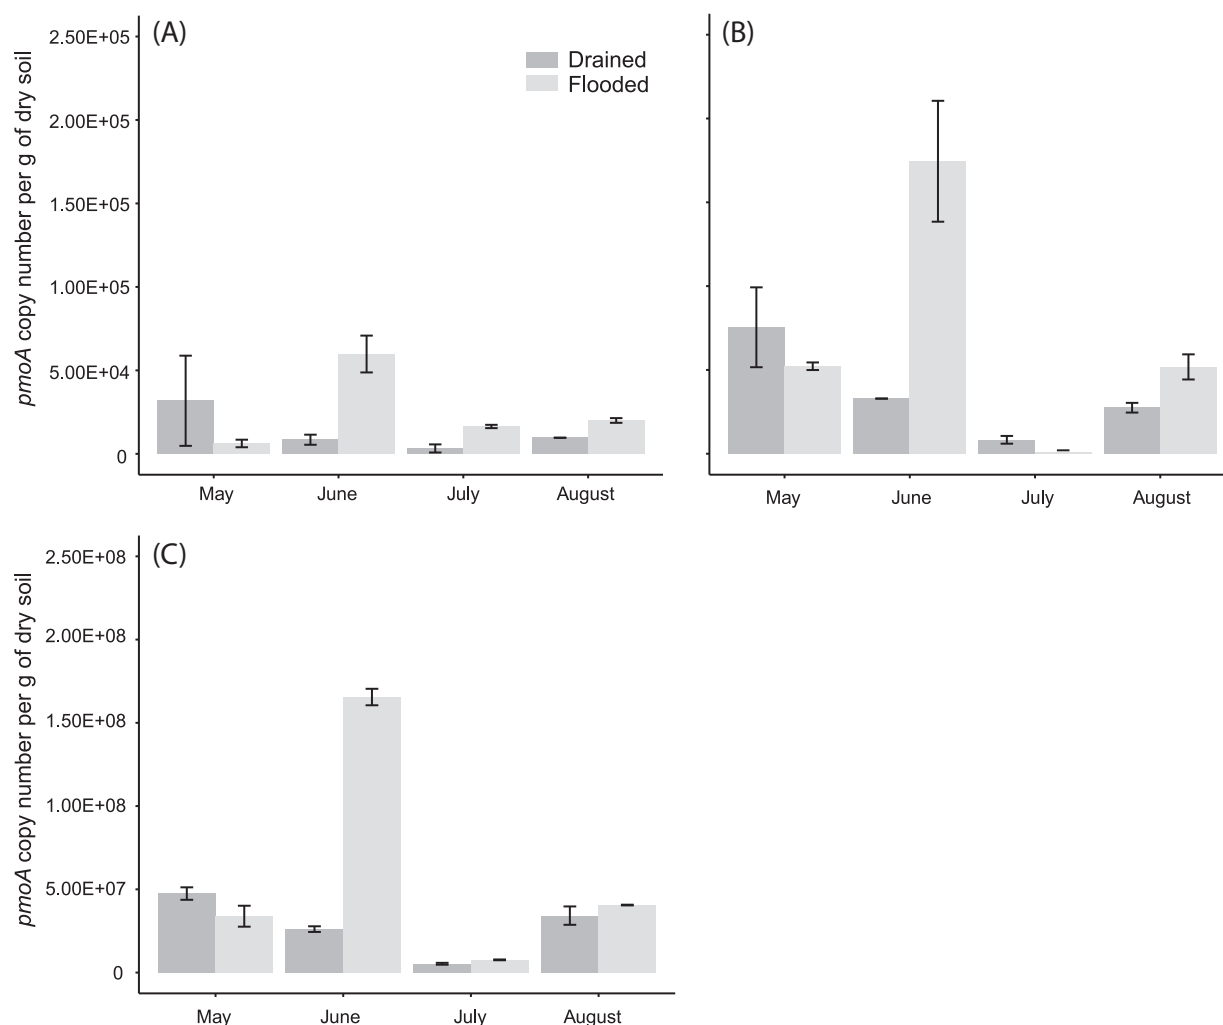 (A)
Drained
Flooded
pmoA copy number per g of dry soil
2.50E+05
2.00E+05
1.50E+05
1.00E+05
5.00E+04
0
May June July August
(B)
May June July August
(C)
pmoA copy number per g of dry soil
2.50E+08
2.00E+08
1.50E+08
1.00E+08
5.00E+07
0
May June July August